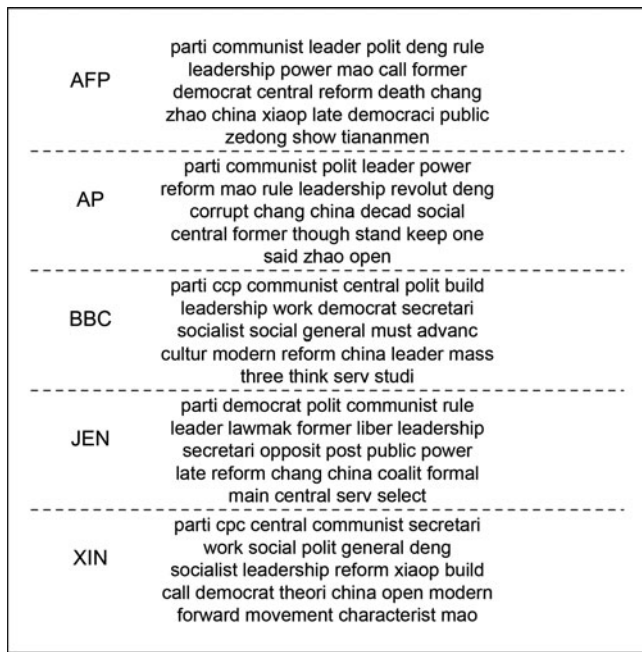 parti communist leader polit deng rule
leadership power mao call former
AFP
democrat central reform death chang
zhao china xiaop late democraci public
zedong show tiananmen
parti communist polit leader power
reform mao rule leadership revolut deng
AP
corrupt chang china decad social
central former though stand keep one
said zhao open
parti ccp communist central polit build
leadership work democrat secretari
BBC
socialist social general must advanc
cultur modern reform china leader mass
three think serv studi
parti democrat polit communist rule
leader lawmak former liber leadership
JEN
secretari opposit post public power
late reform chang china coalit formal
main central serv select
parti cpc central communist secretari
work social polit general deng
XIN
socialist leadership reform xiaop build
call democrat theori china open modern
forward movement characterist mao